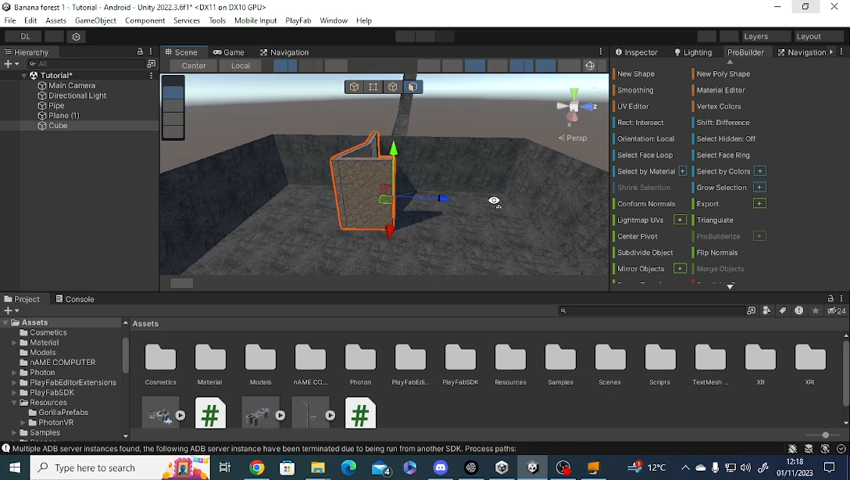 Banana forest 1 - Tutorial - Android - Unity 2022.3.6f1* <DX11 on DX10 GPU>
File Edit Assets GameObject Component Services Tools Mobile Input PlayFab Window Help
DL Layers Layout
Hierarchy Scene Game Navigation Inspector Lighting ProBuilder Navigation
All Center Local
Tutorial*
Main Camera
Directional Light
Pipe
Plane (1)
Cube
Persp
New Shape New Poly Shape
Smoothing Material Editor
UV Editor Vertex Colors
Rect: Intersect Shift: Difference
Orientation: Local Select Hidden: Off
Select Face Loop Select Face Ring
Select by Material Select by Colors
Shrink Selection Grow Selection
Conform Normals Export
Lightmap UVs Triangulate
Center Pivot ProBuilderize
Subdivide Object Flip Normals
Mirror Objects Merge Objects
Project Console
24
Assets
Cosmetics
Material
Models
nAME COMPUTER
Photon
PlayFabEditorExtensions
PlayFabSDK
Resources
GorillaPrefabs
PhotonVR
Samples
Assets
Cosmetics Material Models nAME CO... Photon PlayFabEdi... PlayFabSDK Resources Samples Scenes Scripts TextMesh ... XR XRI
Multiple ADB server instances found, the following ADB server instance have been terminated due to being run from another SDK. Process paths:
Type here to search
4
12°C
12:18
01/11/2023